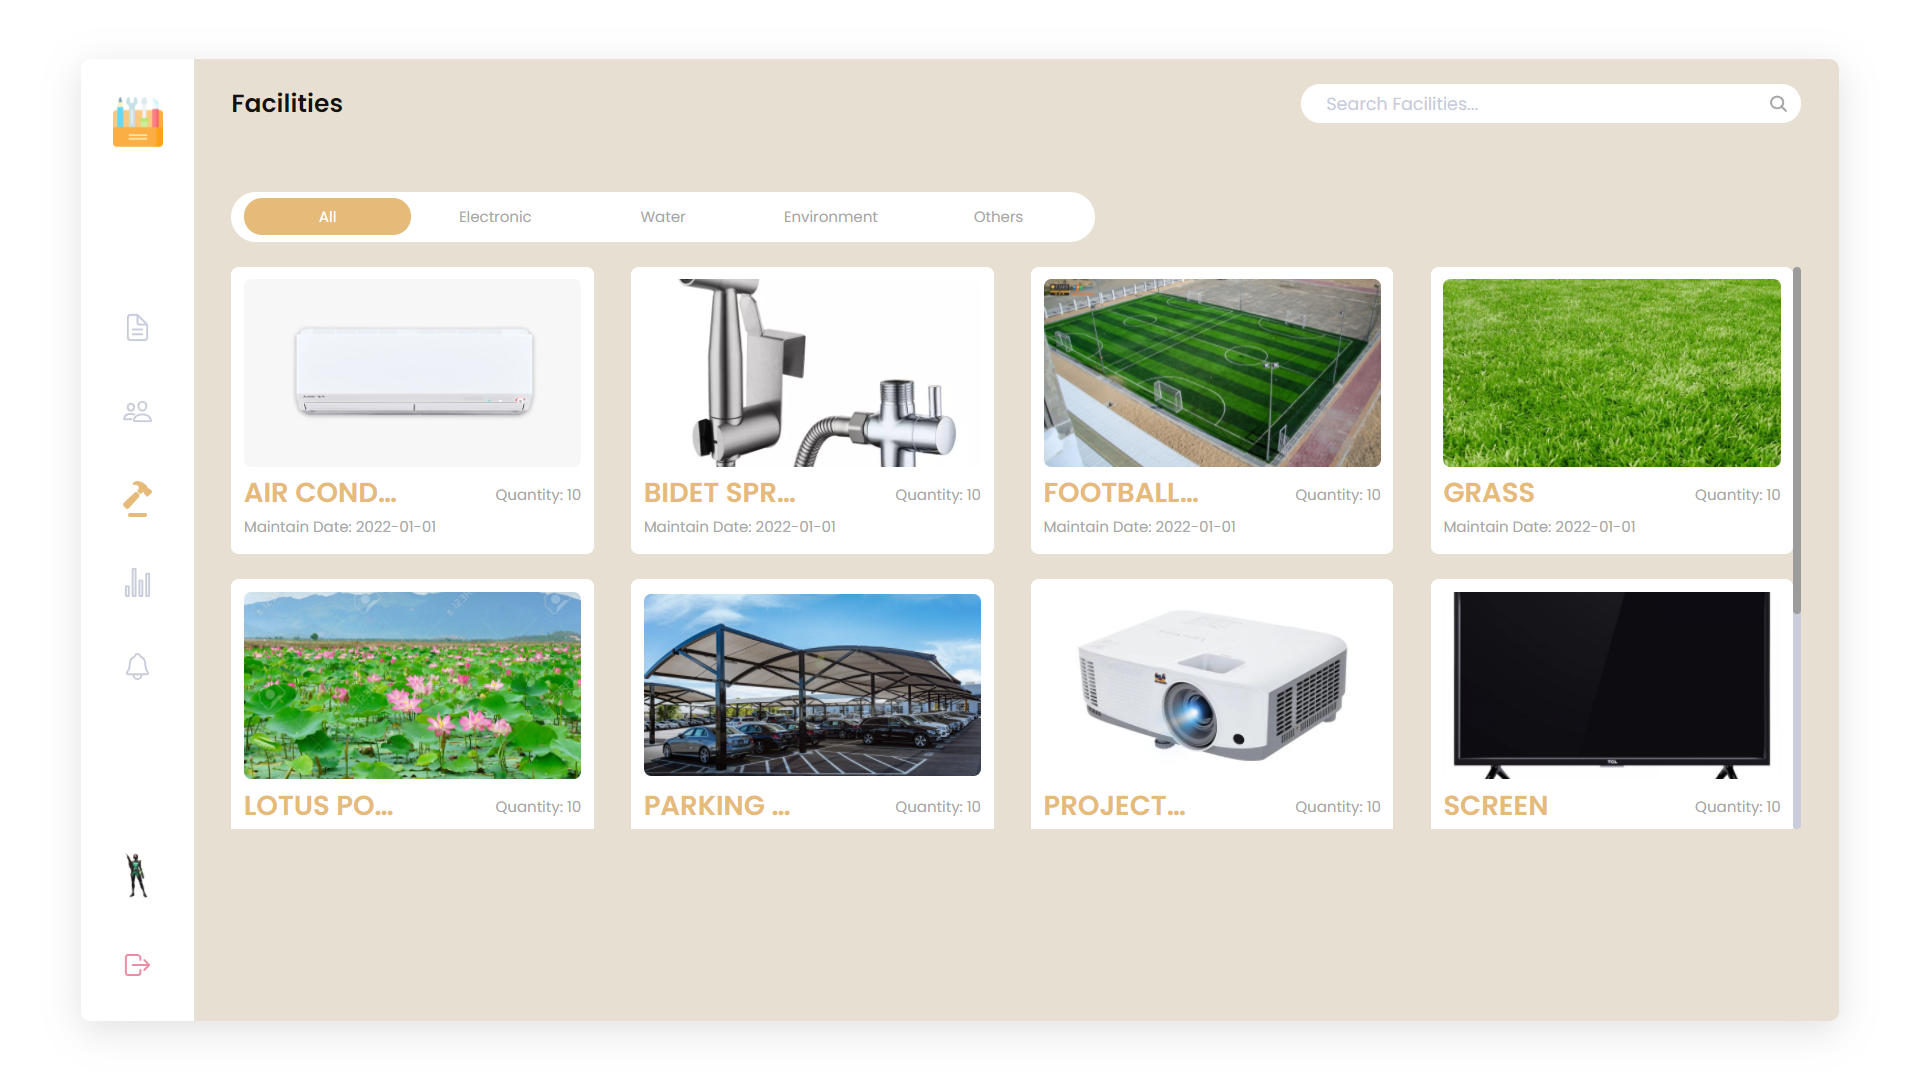 Facilities
Search Facilities...
All
Electronic
Water
Environment
Others
AIR COND...
Quantity: 10
Maintain Date: 2022-01-01
BIDET SPR...
Quantity: 10
Maintain Date: 2022-01-01
FOOTBALL...
Quantity: 10
Maintain Date: 2022-01-01
GRASS
Quantity: 10
Maintain Date: 2022-01-01
LOTUS PO...
Quantity: 10
PARKING ...
Quantity: 10
PROJECT...
Quantity: 10
TCL
SCREEN
Quantity: 10